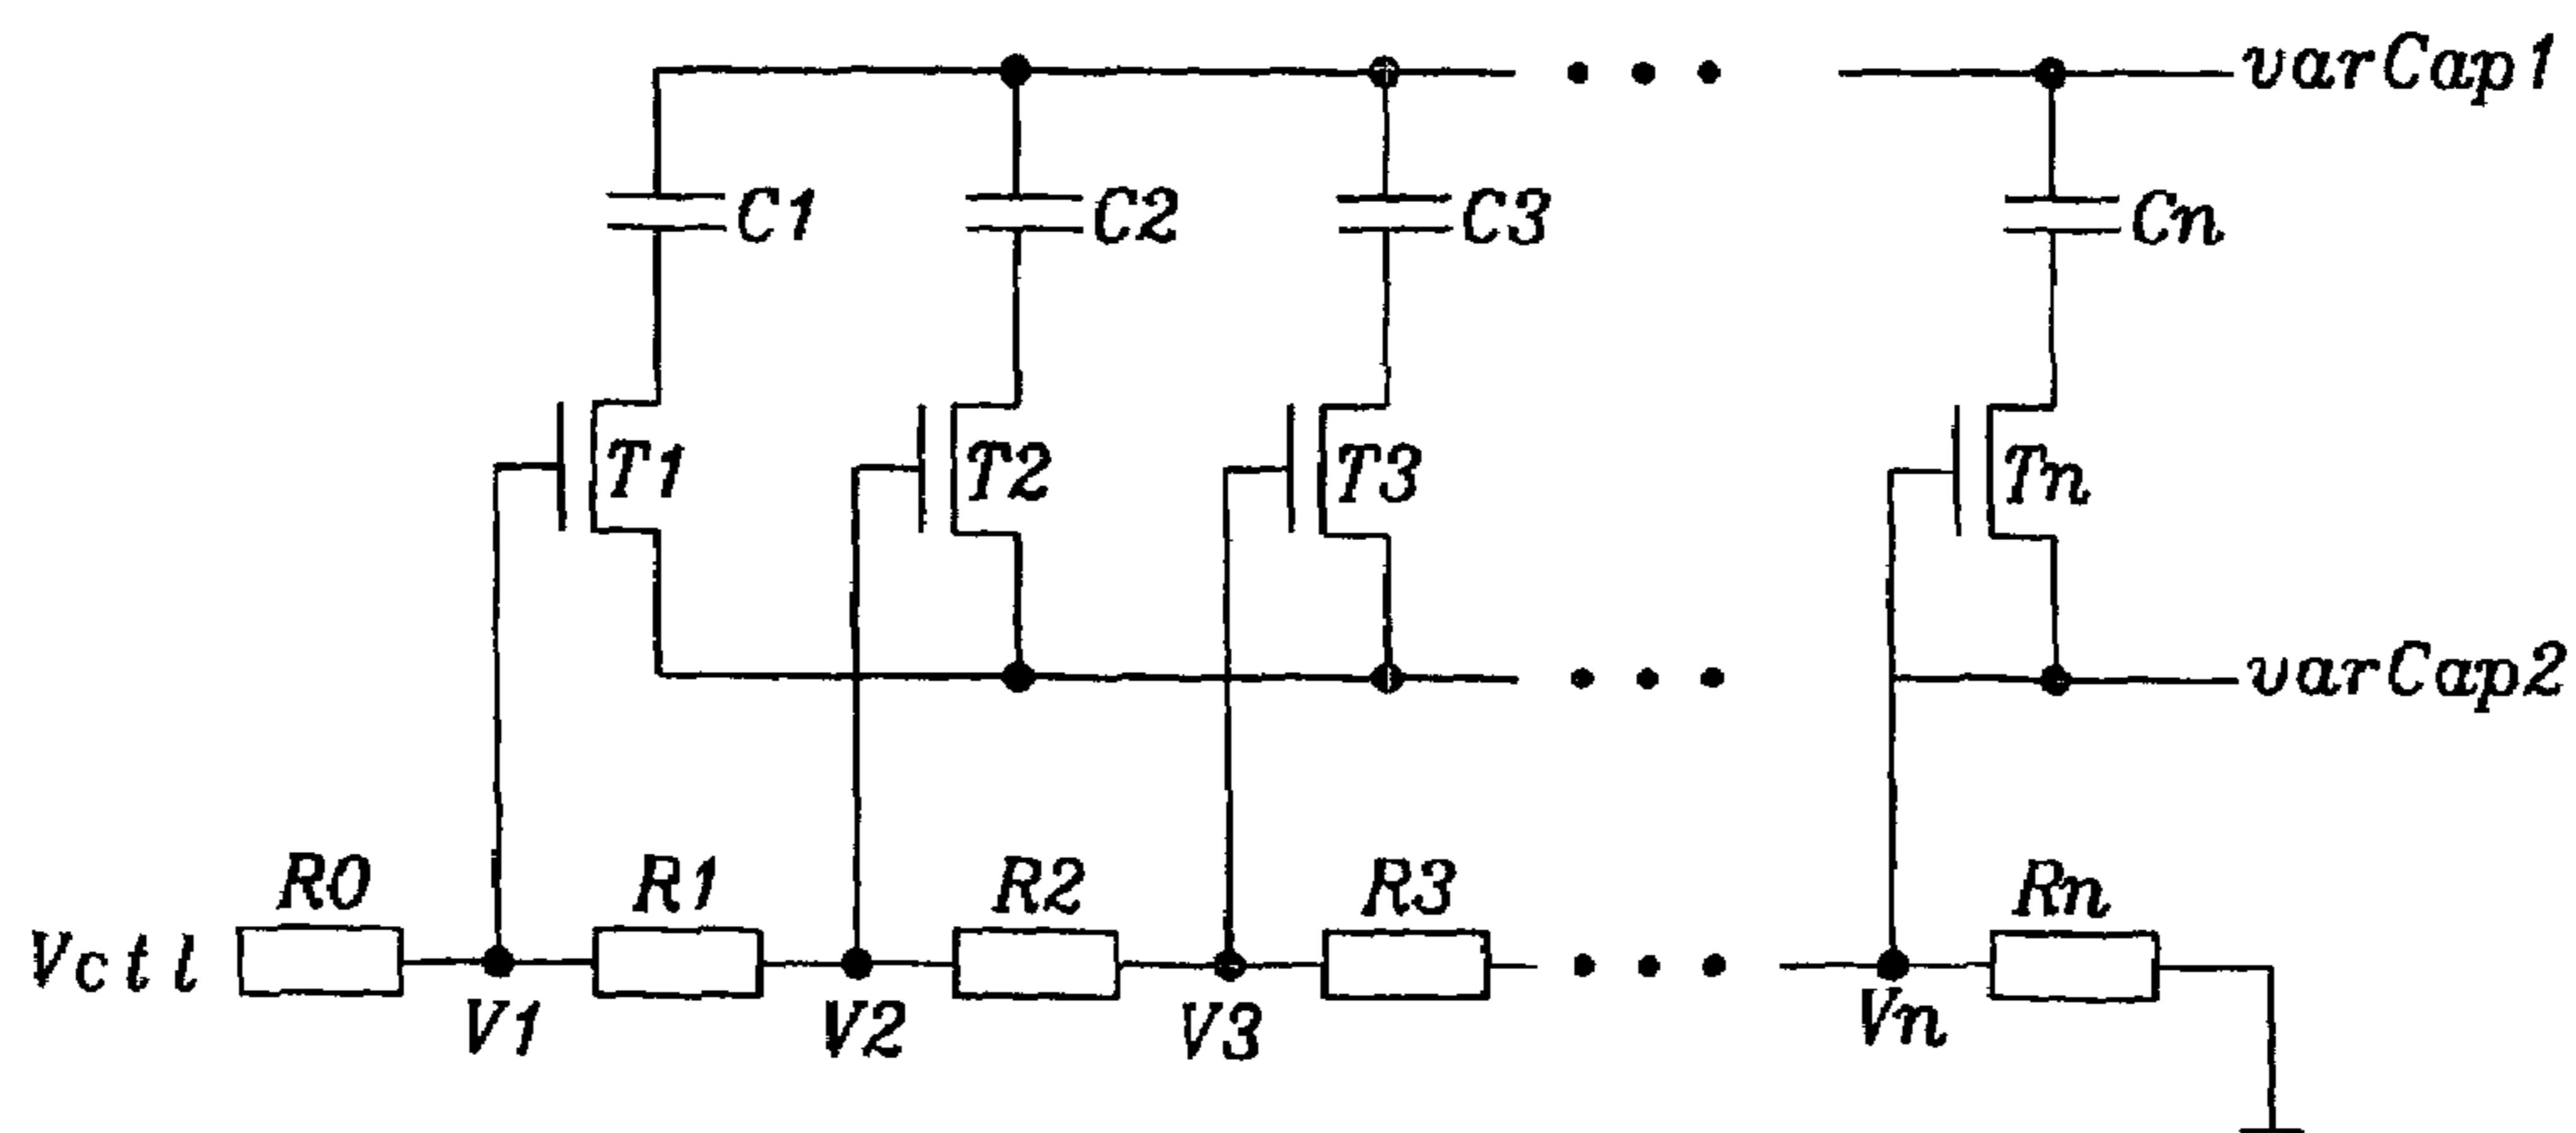 varCap1
C1
C2
C3
Cn
T1
T2
T3
Tn
varCap2
R0
R1
R2
R3
Rn
Vctl
V1
V2
V3
Vn